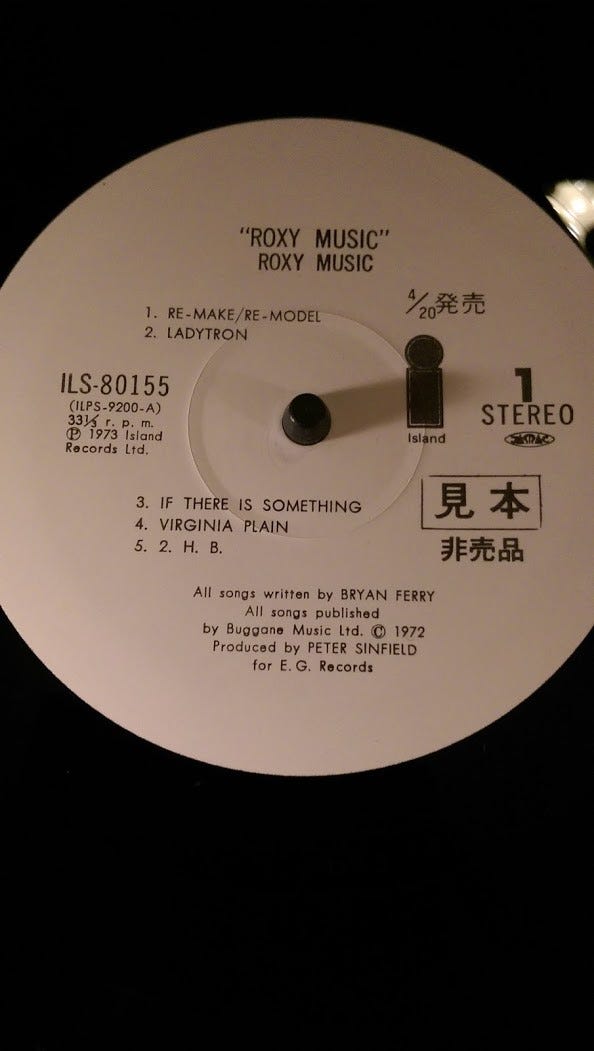 "ROXY MUSIC"
ROXY MUSIC
4/20発売
1. RE-MAKE/RE-MODEL
2. LADYTRON
ILS-80155
(ILPS-9200-A)
33⅓ r. p. m.
Ⓟ 1973 Island
Records Ltd.
Island
1
STEREO
3. IF THERE IS SOMETHING
4. VIRGINIA PLAIN
5. 2. H. B.
見本
非売品
All songs written by BRYAN FERRY
All songs published
by Buggane Music Ltd. © 1972
Produced by PETER SINFIELD
for E. G. Records